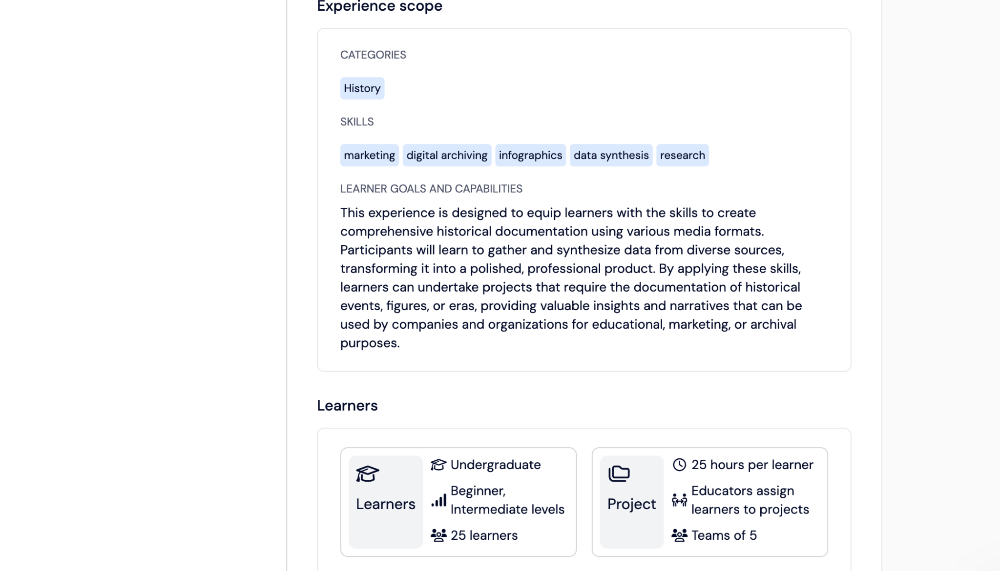 Experience scope
CATEGORIES
History
SKILLS
marketing digital archiving infographics data synthesis research
LEARNER GOALS AND CAPABILITIES
This experience is designed to equip learners with the skills to create
comprehensive historical documentation using various media formats.
Participants will learn to gather and synthesize data from diverse sources,
transforming it into a polished, professional product. By applying these skills,
learners can undertake projects that require the documentation of historical
events, figures, or eras, providing valuable insights and narratives that can be
used by companies and organizations for educational, marketing, or archival
purposes.
Learners
Learners
Undergraduate
Beginner,
Intermediate levels
25 learners
Project
25 hours per learner
Educators assign
learners to projects
Teams of 5